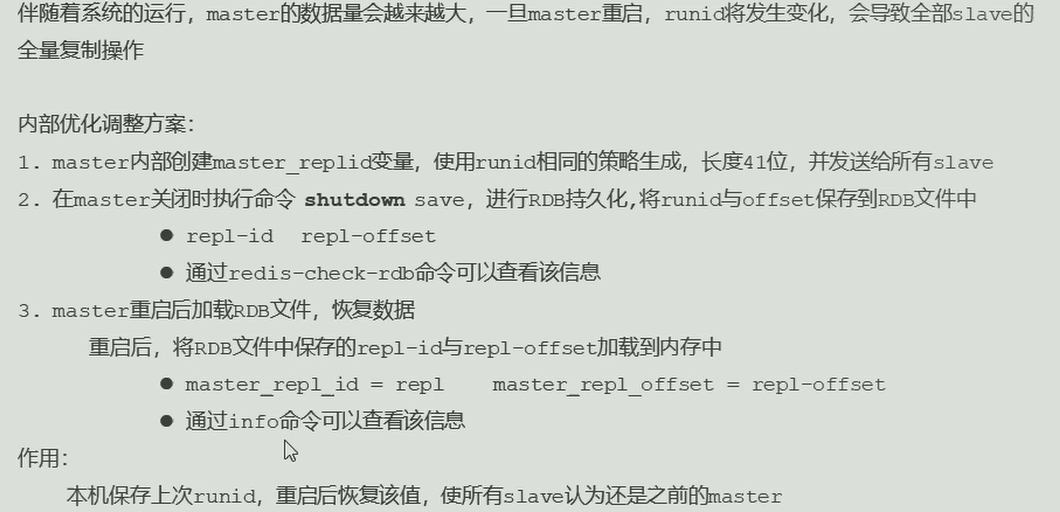 伴随着系统的运行，master的数据量会越来越大，一旦master重启，runid将发生变化，会导致全部slave的
全量复制操作
内部优化调整方案：
1. master内部创建master_replid变量，使用runid相同的策略生成，长度41位，并发送给所有slave
2. 在master关闭时执行命令 shutdown save，进行RDB持久化,将runid与offset保存到RDB文件中
● repl-id repl-offset
● 通过redis-check-rdb命令可以查看该信息
3. master重启后加载RDB文件，恢复数据
重启后，将RDB文件中保存的repl-id与repl-offset加载到内存中
● master_repl_id = repl master_repl_offset = repl-offset
● 通过info命令可以查看该信息
作用：
本机保存上次runid，重启后恢复该值，使所有slave认为还是之前的master